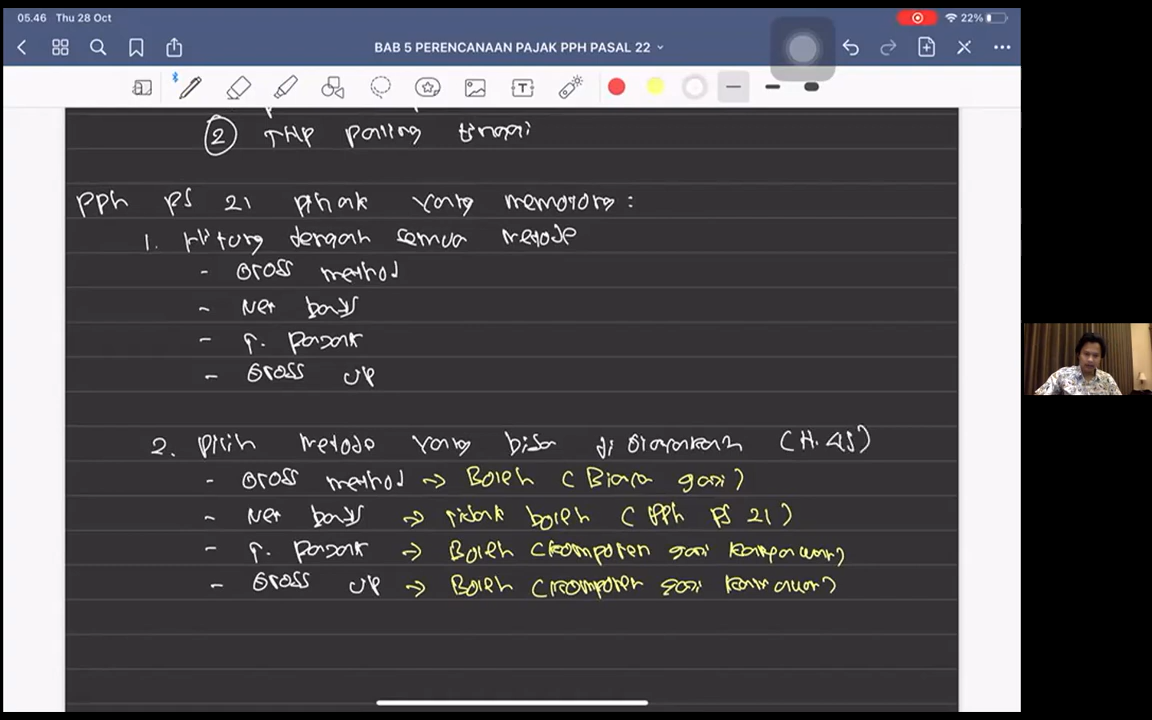 05.46 Thu 28 Oct
22%
BAB 5 PERENCANAAN PAJAK PPH PASAL 22
2 THP paling tinggi
PPh PS 21 pihak yang memotong :
1. Hitung dengan semua metode
- Gross method
- Net basis
- T. pajak
- Gross up
2. Pilih metode yang bisa di biayakan (H. 45)
- Gross method → Boleh (Biaya gaji)
- Net basis → Tidak boleh (PPh PS 21)
- T. pajak → Boleh (Komponen gaji karyawan)
- Gross up → Boleh (Komponen gaji karyawan)